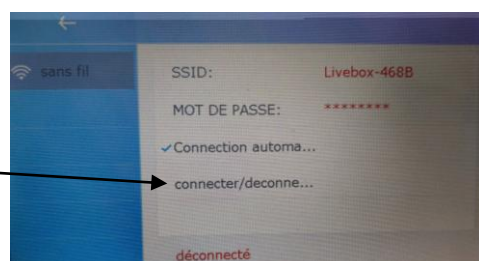 sans fil
SSID: Livebox-468B
MOT DE PASSE: ********
Connection automa...
connecter/deconne...
déconnecté